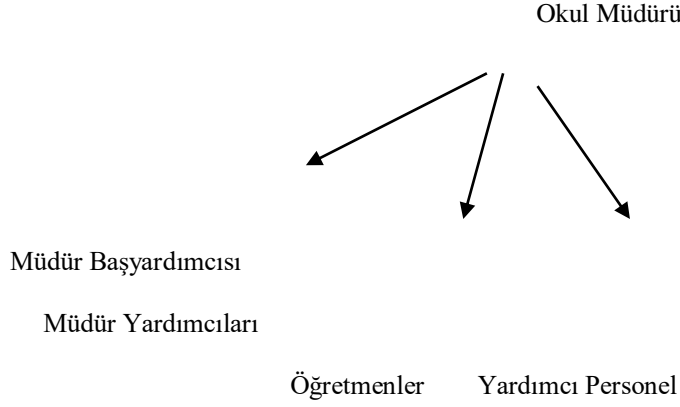 Okul Müdürü
Müdür Başyardımcısı
Müdür Yardımcıları
Öğretmenler Yardımcı Personel